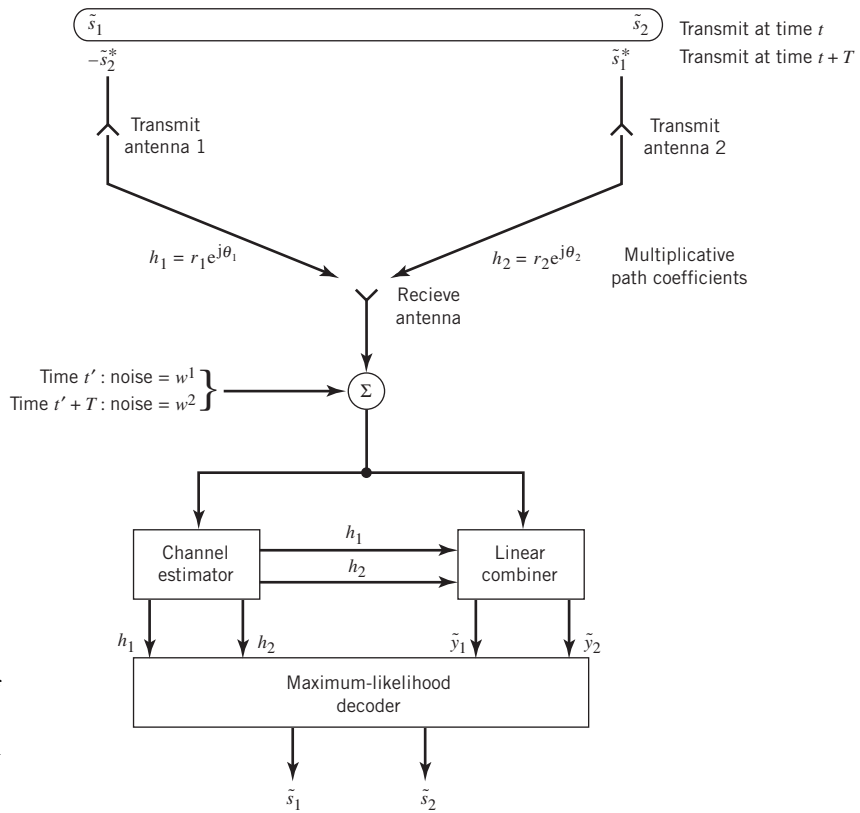 s̃₁ s̃₂ Transmit at time t
−s̃₂* s̃₁* Transmit at time t + T
Transmit
antenna 1
Transmit
antenna 2
h₁ = r₁e^jθ₁
h₂ = r₂e^jθ₂
Multiplicative
path coefficients
Recieve
antenna
Time t′ : noise = w¹
Time t′ + T : noise = w²
Σ
Channel
estimator
h₁
h₂
Linear
combiner
h₁ h₂ ỹ₁ ỹ₂
Maximum-likelihood
decoder
s̃₁ s̃₂